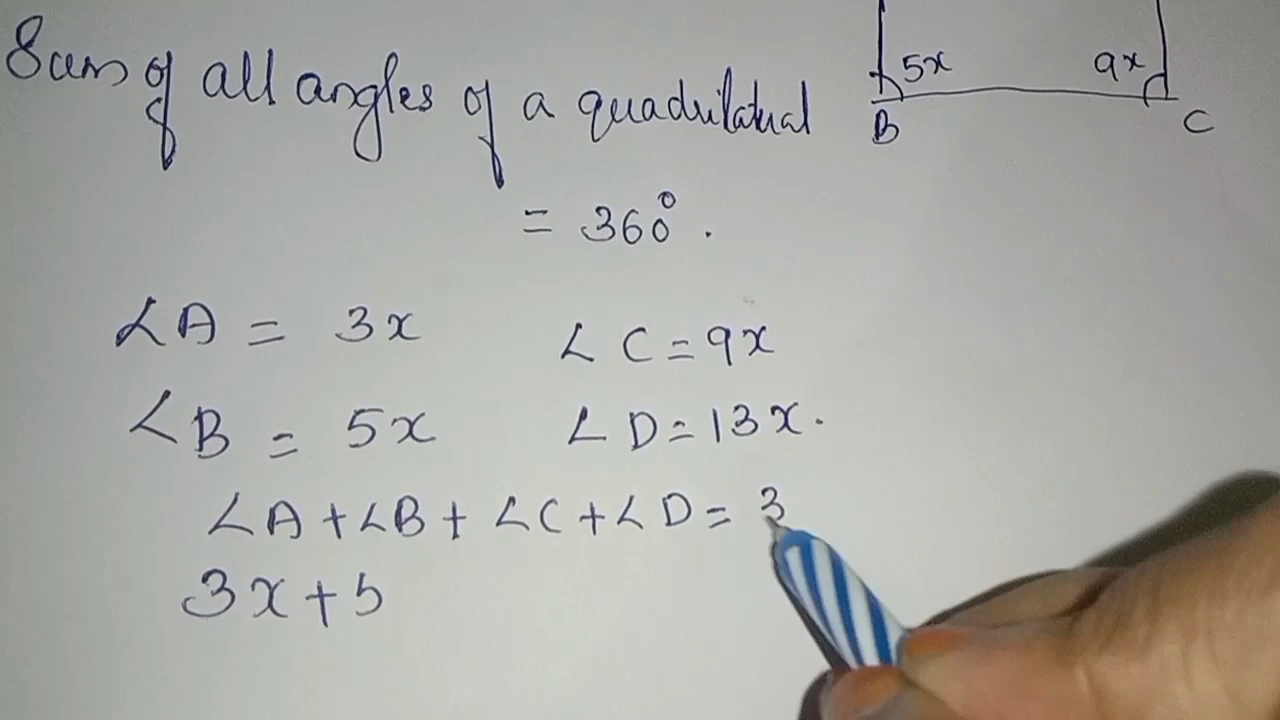 Sum of all angles of a quadrilateral
= 360°.
5x 9x
B C
∠A = 3x ∠C = 9x
∠B = 5x ∠D = 13x.
∠A + ∠B + ∠C + ∠D = 3
3x + 5